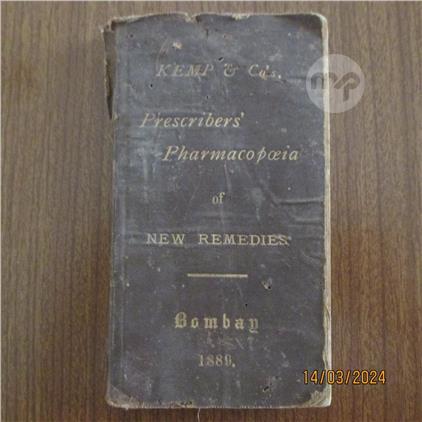 KEMP & Co's.
Prescribers'
Pharmacopœia
of
NEW REMEDIES
Bombay
1889.
14/03/2024